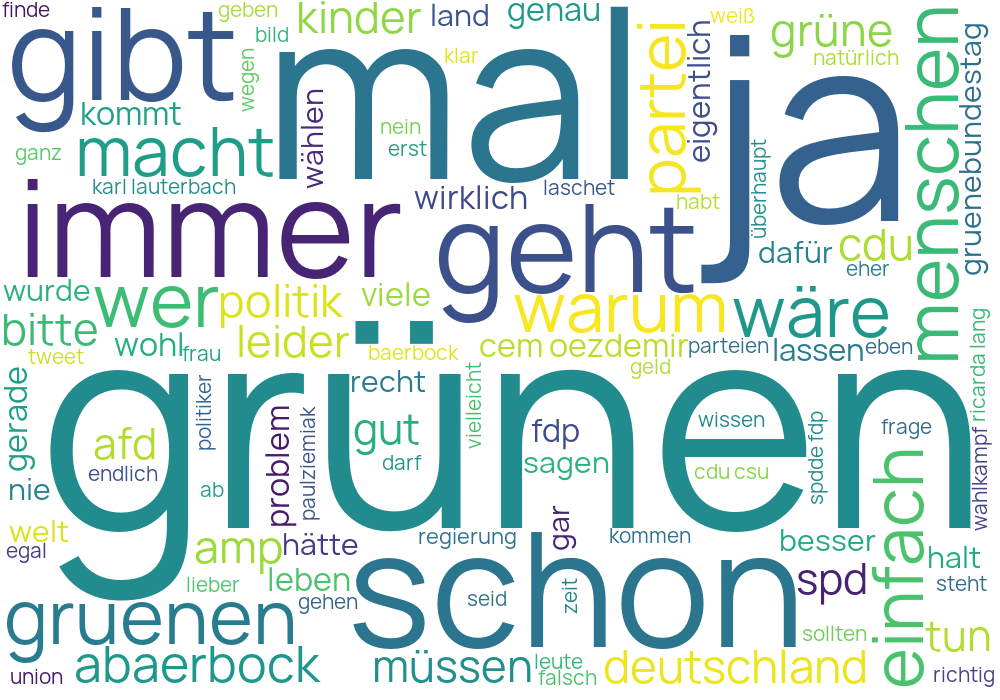 finde
gibt
geben
bild
kinder
land
genau
weiß
grüne
natürlich
wegen
mal
klar
partei
eigentlich
ja
menschen
gruenebundestag
kommt
macht
ganz
wählen
nein
erst
karl lauterbach
wirklich
laschet
habt
überhaupt
immer
geht
dafür
cdu
eher
wurde
wer
politik
viele
warum
wäre
bitte
wohl
frau
leider
baerbock
cem oezdemir
parteien
lassen
eben
tweet
geld
ricarda lang
gerade
grünen
recht
vielleicht
politiker
problem
paulziemiak
afd
endlich
gut
darf
fdp
sagen
wissen
cdu csu
spdde fdp
frage
wahlkampf
nie
ab
welt
egal
amp
hätte
regierung
gar
kommen
besser
einfach
halt
steht
lieber
leben
gehen
schon
seid
zeit
spd
gruenen
sollten
tun
union
abaerbock
müssen
leute
falsch
deutschland
richtig